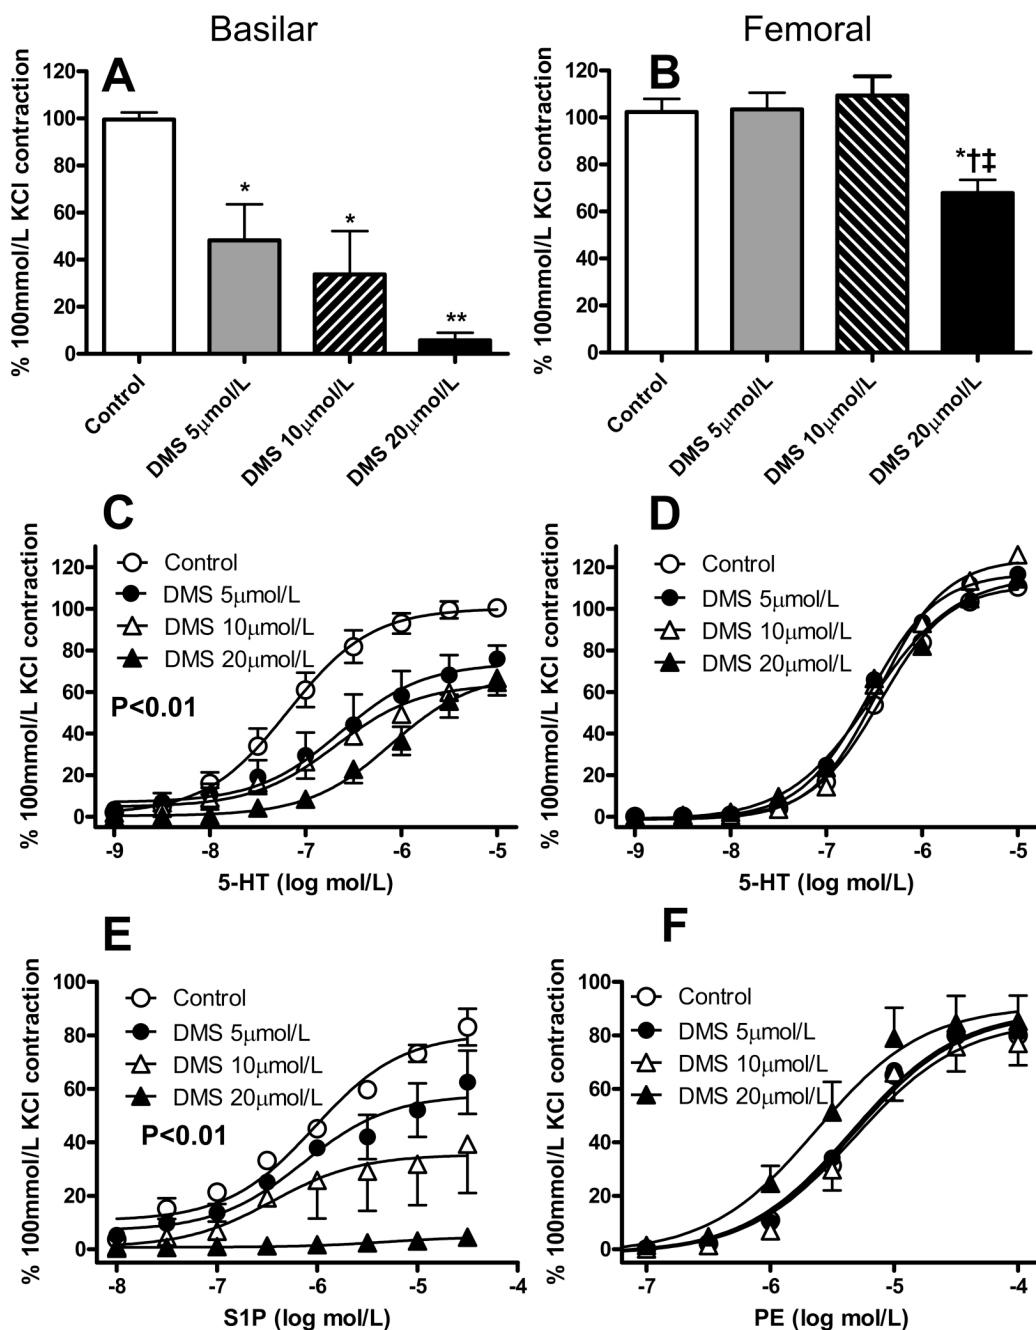 Basilar
Femoral
A
% 100mmol/L KCl contraction
120
100
80
60
40
20
0
*
*
**
Control
DMS 5µmol/L
DMS 10µmol/L
DMS 20µmol/L
B
% 100mmol/L KCl contraction
120
100
80
60
40
20
0
*†‡
Control
DMS 5µmol/L
DMS 10µmol/L
DMS 20µmol/L
C
% 100mmol/L KCl contraction
120
100
80
60
40
20
0
Control
DMS 5µmol/L
DMS 10µmol/L
DMS 20µmol/L
P<0.01
-9 -8 -7 -6 -5
5-HT (log mol/L)
D
% 100mmol/L KCl contraction
120
100
80
60
40
20
0
Control
DMS 5µmol/L
DMS 10µmol/L
DMS 20µmol/L
-9 -8 -7 -6 -5
5-HT (log mol/L)
E
% 100mmol/L KCl contraction
100
80
60
40
20
0
Control
DMS 5µmol/L
DMS 10µmol/L
DMS 20µmol/L
P<0.01
-8 -7 -6 -5 -4
S1P (log mol/L)
F
% 100mmol/L KCl contraction
100
80
60
40
20
0
Control
DMS 5µmol/L
DMS 10µmol/L
DMS 20µmol/L
-7 -6 -5 -4
PE (log mol/L)